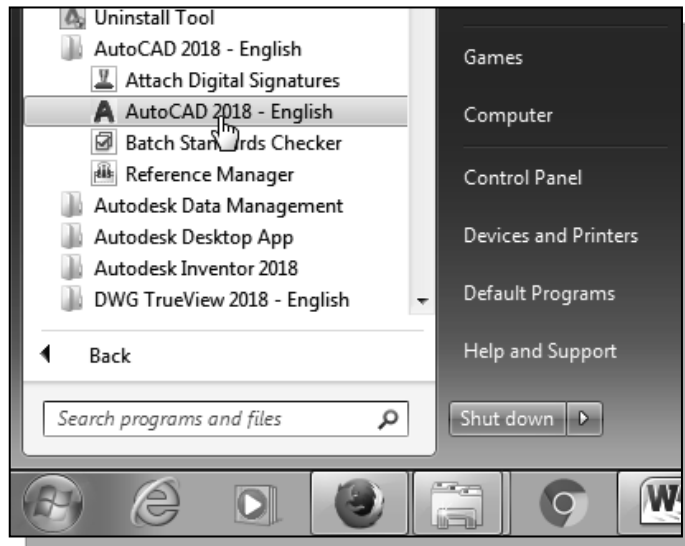 Uninstall Tool
AutoCAD 2018 - English
Attach Digital Signatures
AutoCAD 2018 - English
Batch Standards Checker
Reference Manager
Autodesk Data Management
Autodesk Desktop App
Autodesk Inventor 2018
DWG TrueView 2018 - English
Back
Search programs and files
Games
Computer
Control Panel
Devices and Printers
Default Programs
Help and Support
Shut down
W